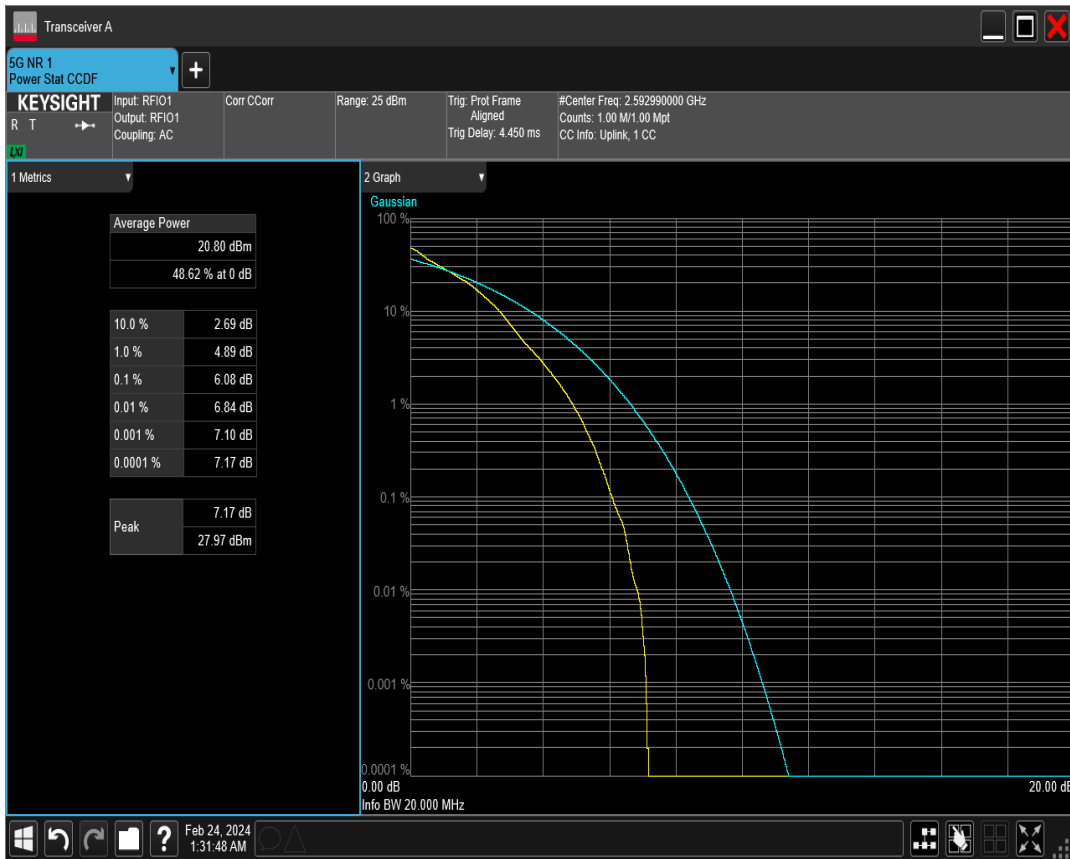 Transceiver A
5G NR 1
Power Stat CCDF
KEYSIGHT
R T
LXI
Input: RFIO1
Output: RFIO1
Coupling: AC
Corr CCorr
Range: 25 dBm
Trig: Prot Frame
Aligned
Trig Delay: 4.450 ms
#Center Freq: 2.592990000 GHz
Counts: 1.00 M/1.00 Mpt
CC Info: Uplink, 1 CC
1 Metrics
Average Power
20.80 dBm
48.62 % at 0 dB
10.0 % 2.69 dB
1.0 % 4.89 dB
0.1 % 6.08 dB
0.01 % 6.84 dB
0.001 % 7.10 dB
0.0001 % 7.17 dB
Peak
7.17 dB
27.97 dBm
2 Graph
Gaussian
100 %
10 %
1 %
0.1 %
0.01 %
0.001 %
0.0001 %
0.00 dB 20.00 dB
Info BW 20.000 MHz
? Feb 24, 2024
1:31:48 AM